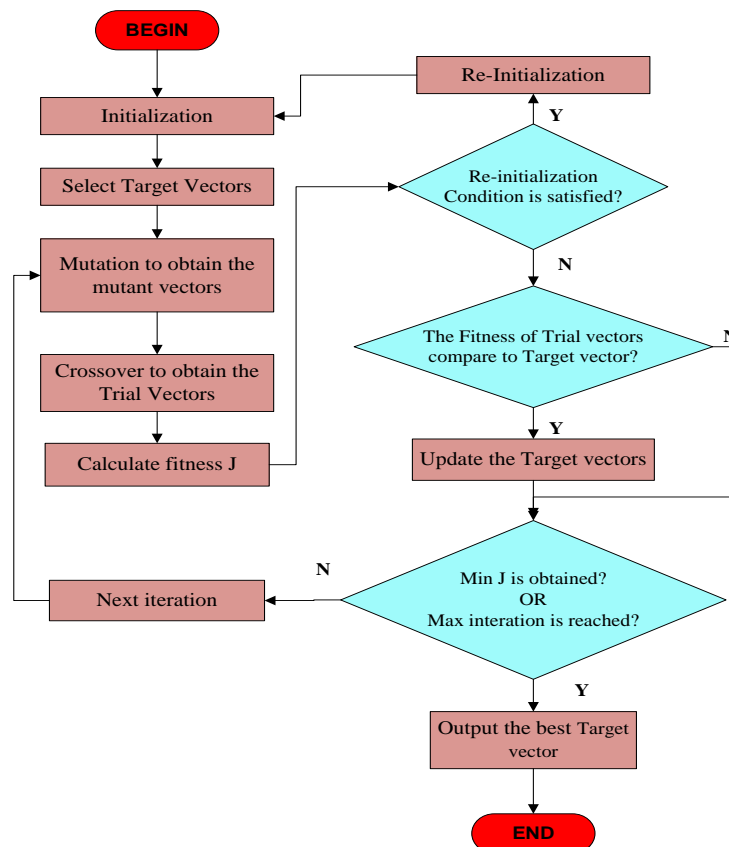 BEGIN
Initialization
Select Target Vectors
Mutation to obtain the
mutant vectors
Crossover to obtain the
Trial Vectors
Calculate fitness J
Re-Initialization
Y
Re-initialization
Condition is satisfied?
N
The Fitness of Trial vectors
compare to Target vector?
N
Y
Update the Target vectors
Min J is obtained?
OR
Max interation is reached?
N
Next iteration
Y
Output the best Target
vector
END